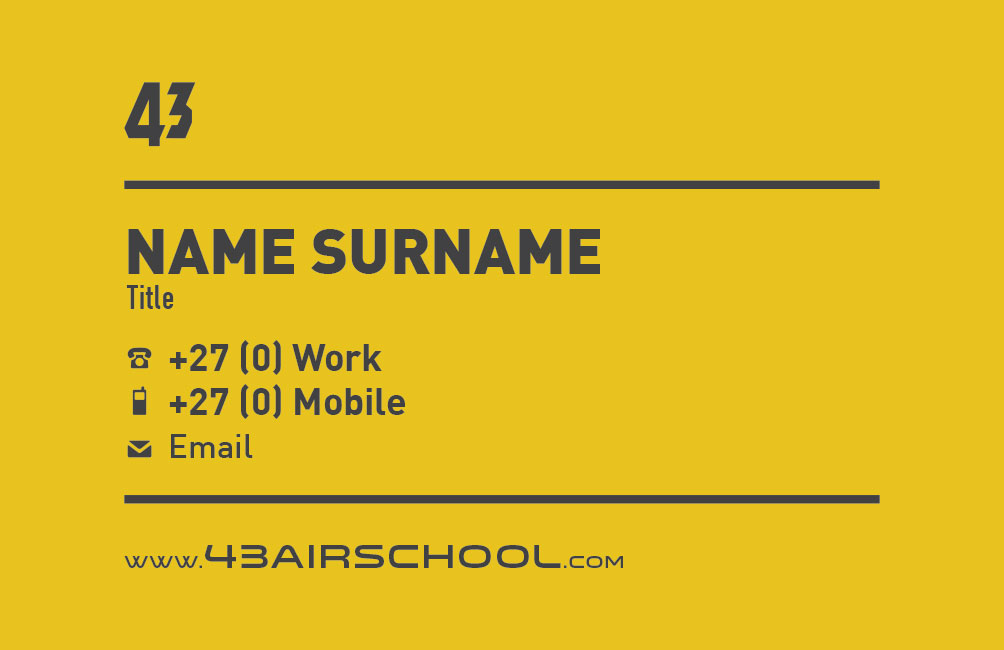 43
NAME SURNAME
Title
+27 (0) Work
+27 (0) Mobile
Email
www.43AIRSCHOOL.COM